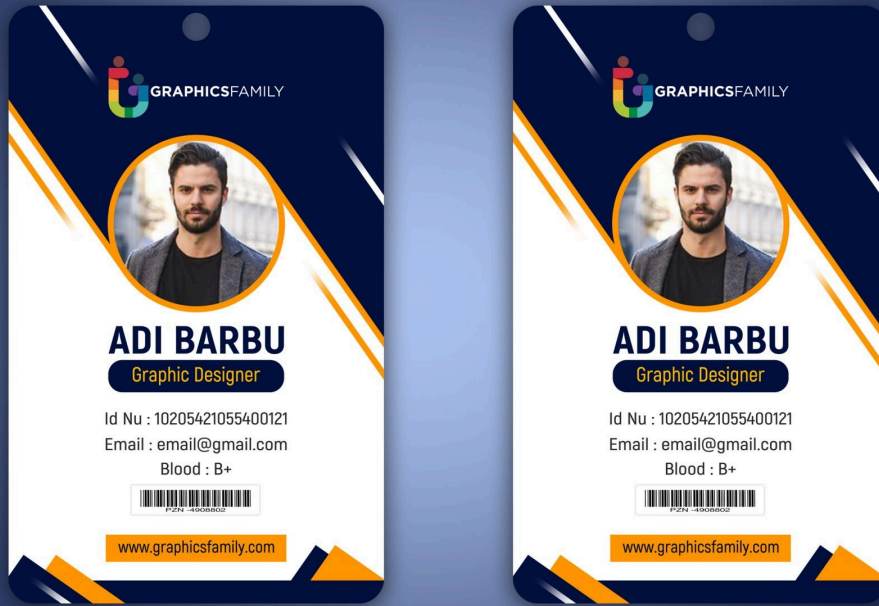 GRAPHICSFAMILY
ADI BARBU
Graphic Designer
Id Nu : 10205421055400121
Email : email@gmail.com
Blood : B+
PZN -4908802
www.graphicsfamily.com
GRAPHICSFAMILY
ADI BARBU
Graphic Designer
Id Nu : 10205421055400121
Email : email@gmail.com
Blood : B+
PZN -4908802
www.graphicsfamily.com